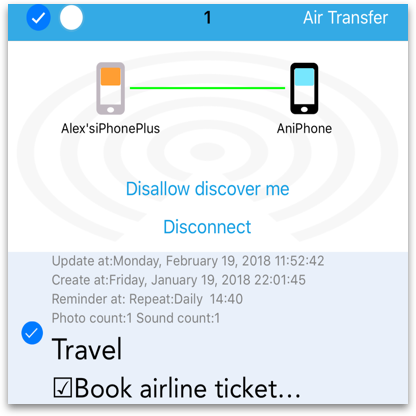 1 Air Transfer
Alex'siPhonePlus AniPhone
Disallow discover me
Disconnect
Update at:Monday, February 19, 2018 11:52:42
Create at:Friday, January 19, 2018 22:01:45
Reminder at: Repeat:Daily 14:40
Photo count:1 Sound count:1
Travel
☑Book airline ticket...